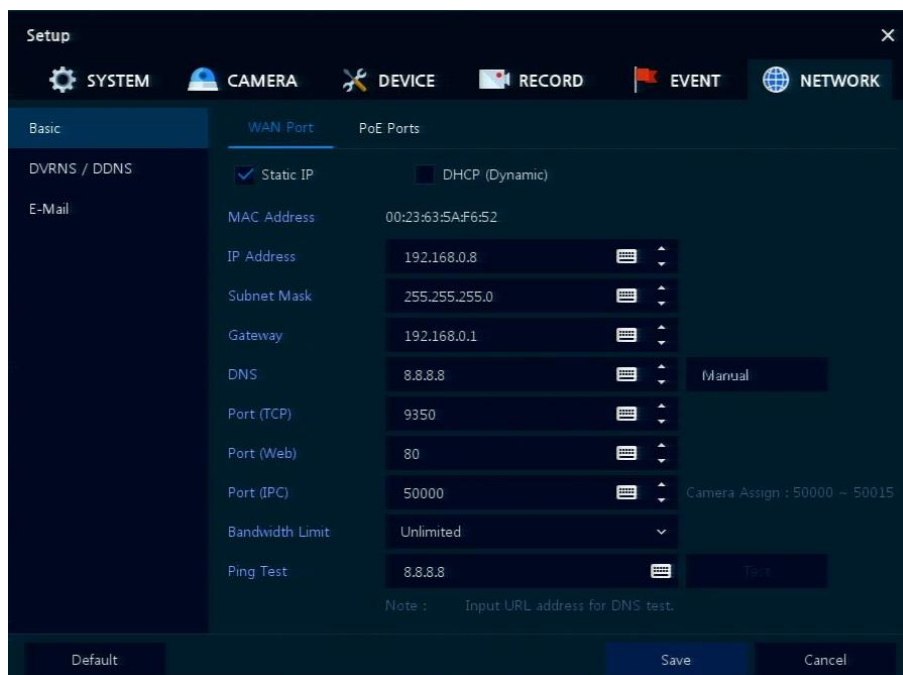 Setup
SYSTEM CAMERA DEVICE RECORD EVENT NETWORK
Basic
DVRNS / DDNS
E-Mail
WAN Port PoE Ports
Static IP DHCP (Dynamic)
MAC Address 00:23:63:5A:F6:52
IP Address 192.168.0.8
Subnet Mask 255.255.255.0
Gateway 192.168.0.1
DNS 8.8.8.8 Manual
Port (TCP) 9350
Port (Web) 80
Port (IPC) 50000 Camera Assign : 50000 ~ 50015
Bandwidth Limit Unlimited
Ping Test 8.8.8.8 Test
Note : Input URL address for DNS test.
Default Save Cancel